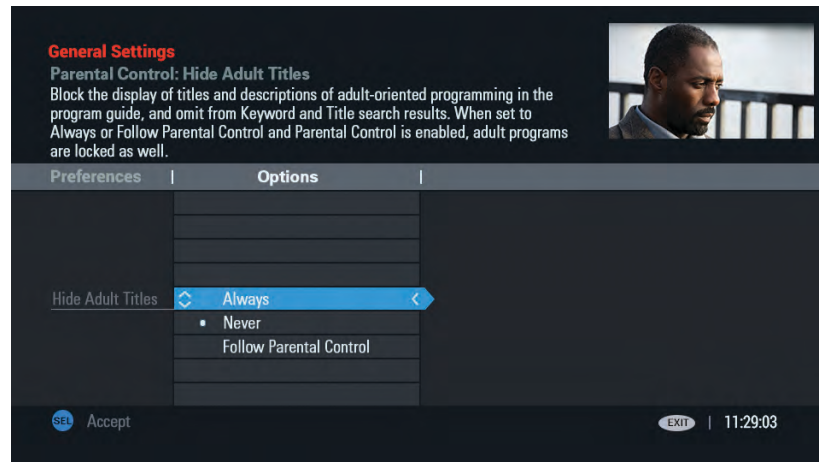 General Settings
Parental Control: Hide Adult Titles
Block the display of titles and descriptions of adult-oriented programming in the
program guide, and omit from Keyword and Title search results. When set to
Always or Follow Parental Control and Parental Control is enabled, adult programs
are locked as well.
Preferences | Options |
Hide Adult Titles Always
Never
Follow Parental Control
SEL Accept EXIT | 11:29:03